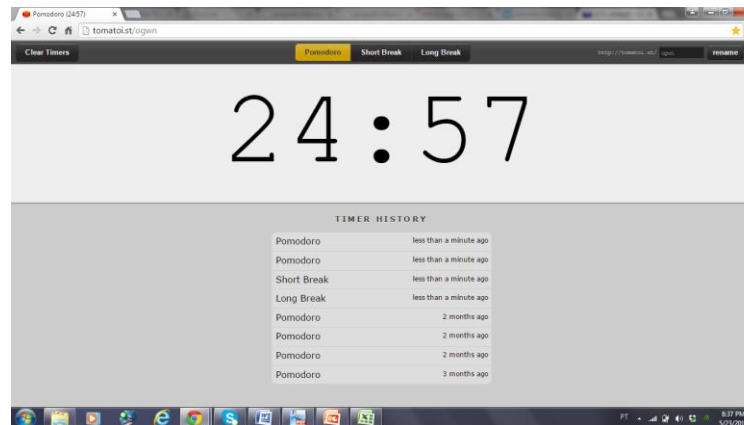 Pomodoro (24:57)
tomatoi.st/ogwn
Clear Timers
Pomodoro Short Break Long Break
http://tomatoi.st/ ogwn rename
24:57
TIMER HISTORY
Pomodoro less than a minute ago
Pomodoro less than a minute ago
Short Break less than a minute ago
Long Break less than a minute ago
Pomodoro 2 months ago
Pomodoro 2 months ago
Pomodoro 2 months ago
Pomodoro 3 months ago
PT 8:37 PM